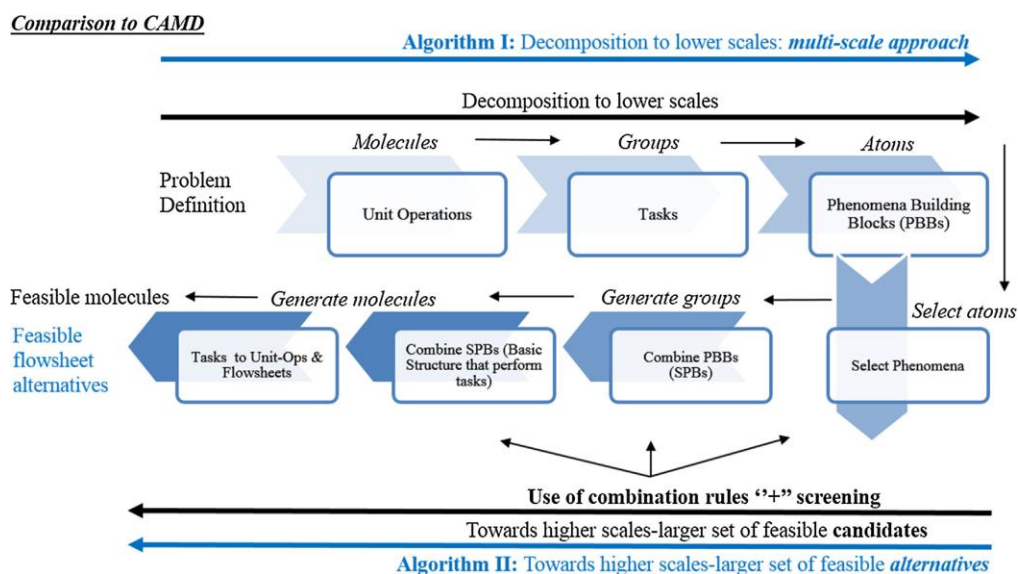 Comparison to CAMD
Algorithm I: Decomposition to lower scales: multi-scale approach
Decomposition to lower scales
Molecules
Groups
Atoms
Problem
Definition
Unit Operations
Tasks
Phenomena Building
Blocks (PBBs)
Feasible molecules
Generate molecules
Generate groups
Select atoms
Feasible
flowsheet
alternatives
Tasks to Unit-Ops &
Flowsheets
Combine SPBs (Basic
Structure that perform
tasks)
Combine PBBs
(SPBs)
Select Phenomena
Use of combination rules ‘’+” screening
Towards higher scales-larger set of feasible candidates
Algorithm II: Towards higher scales-larger set of feasible alternatives